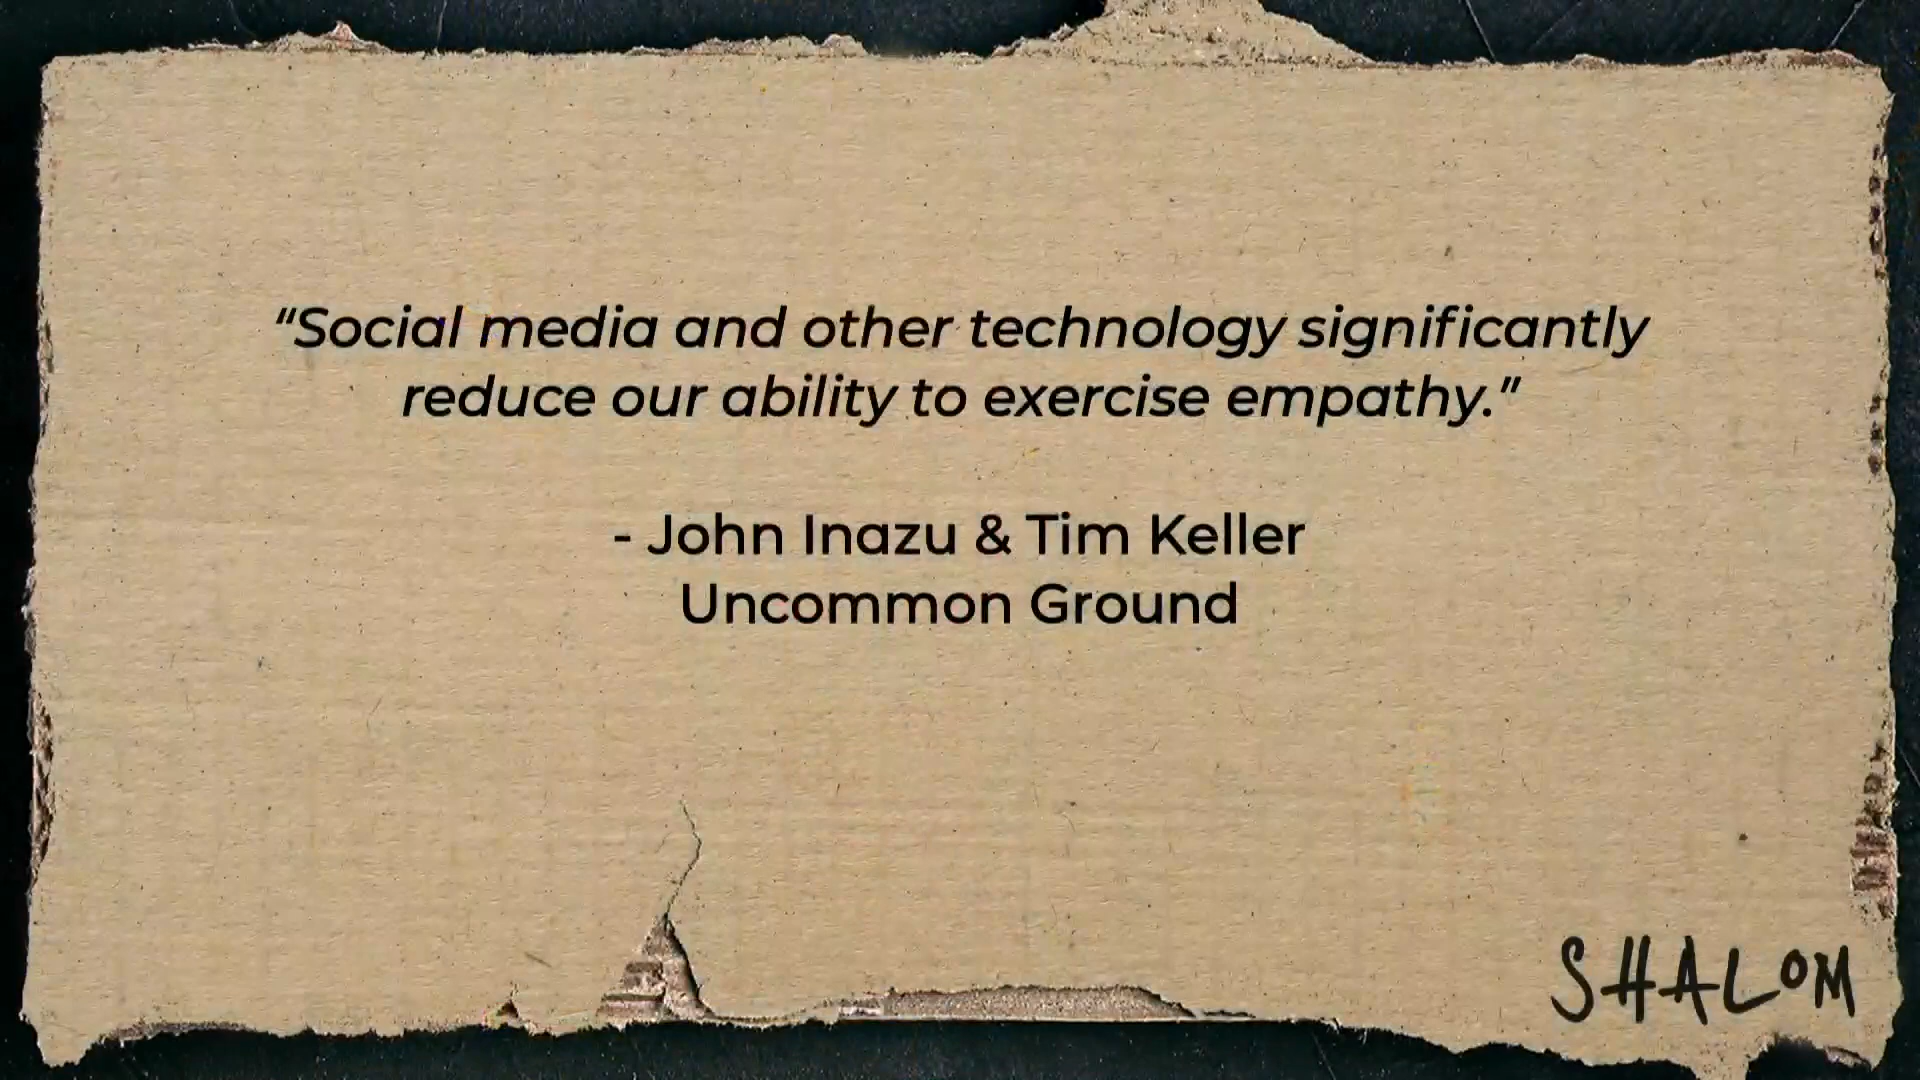 “Social media and other technology significantly
reduce our ability to exercise empathy.”
- John Inazu & Tim Keller
Uncommon Ground
SHALOM